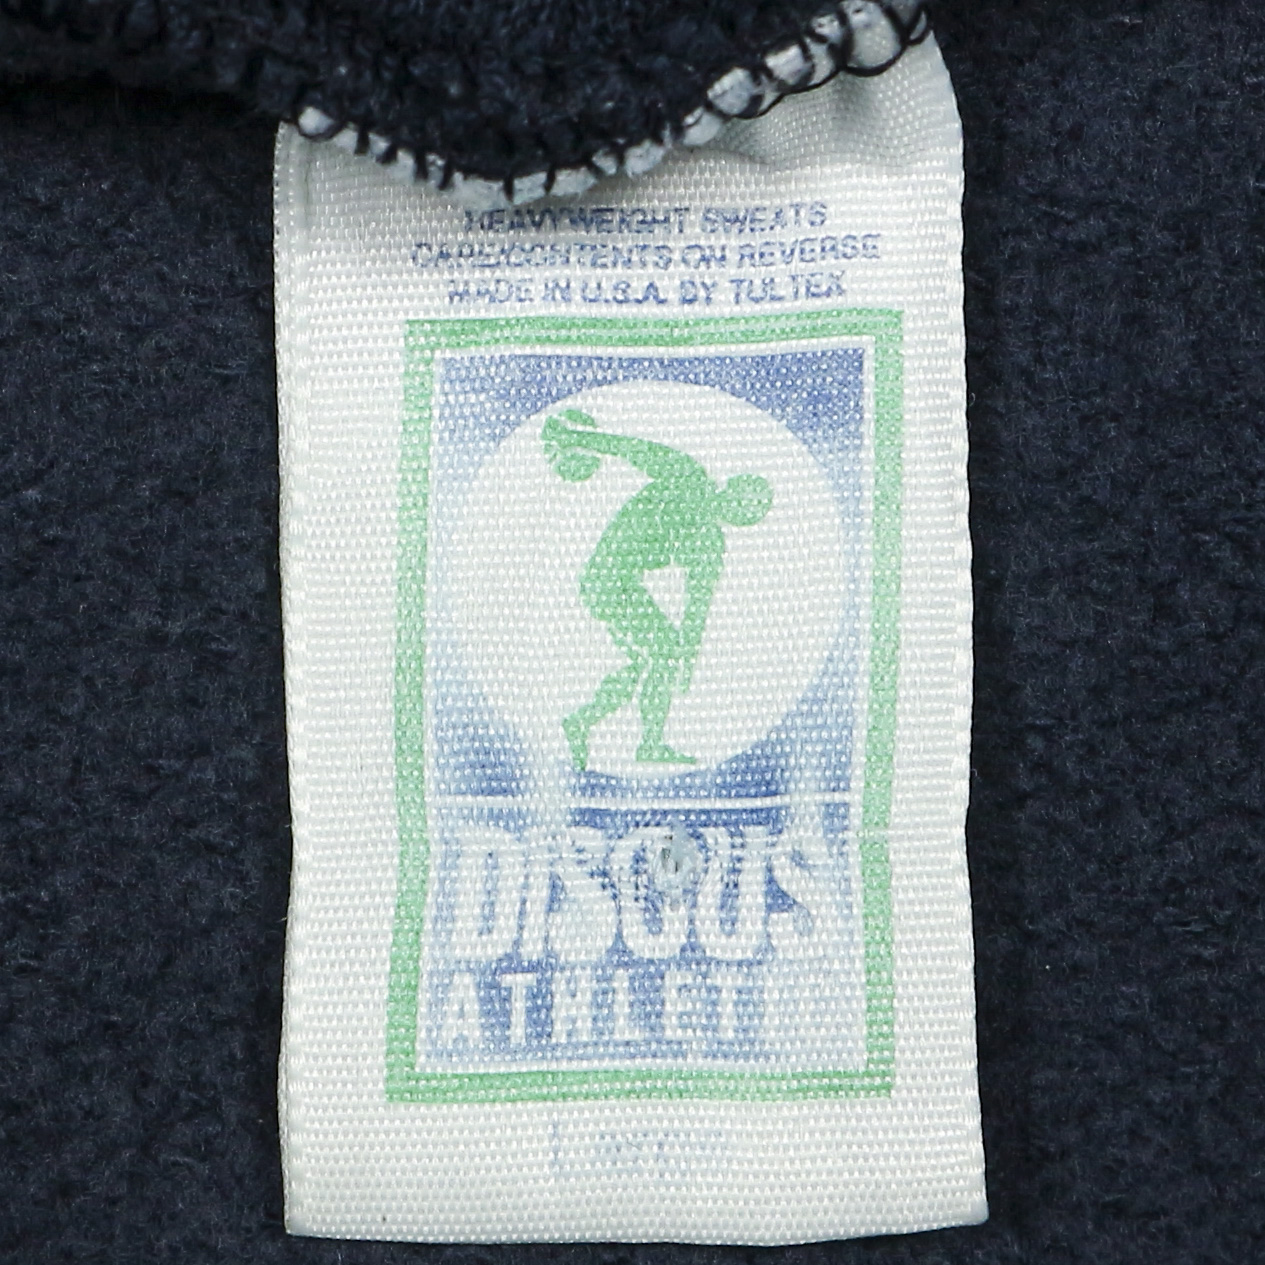 HEAVYWEIGHT SWEATS
CARE/CONTENTS ON REVERSE
MADE IN U.S.A. BY TULTEX
DISCUS
ATHLETIC